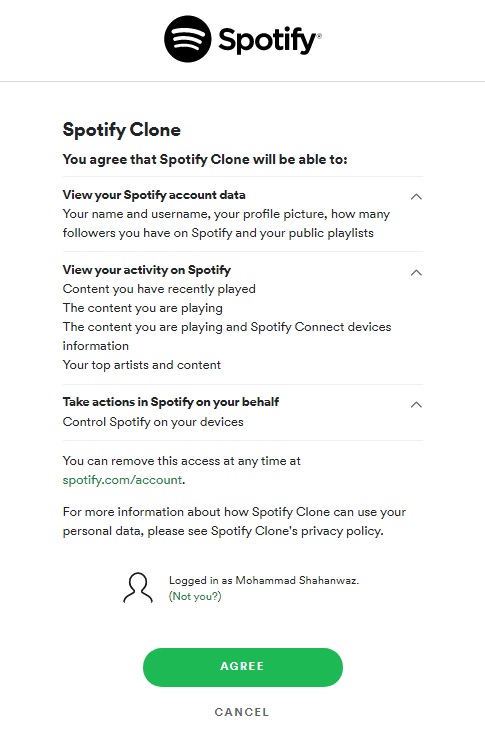 Spotify®
Spotify Clone
You agree that Spotify Clone will be able to:
View your Spotify account data
Your name and username, your profile picture, how many
followers you have on Spotify and your public playlists
View your activity on Spotify
Content you have recently played
The content you are playing
The content you are playing and Spotify Connect devices
information
Your top artists and content
Take actions in Spotify on your behalf
Control Spotify on your devices
You can remove this access at any time at
spotify.com/account.
For more information about how Spotify Clone can use your
personal data, please see Spotify Clone's privacy policy.
Logged in as Mohammad Shahanwaz.
(Not you?)
AGREE
CANCEL